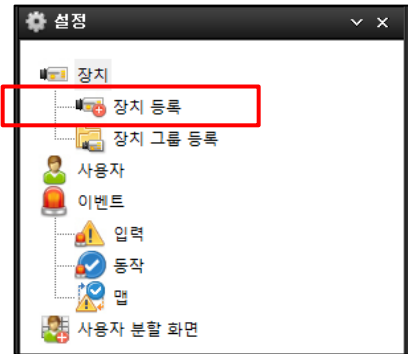 설정
장치
장치 등록
장치 그룹 등록
사용자
이벤트
입력
동작
맵
사용자 분할 화면